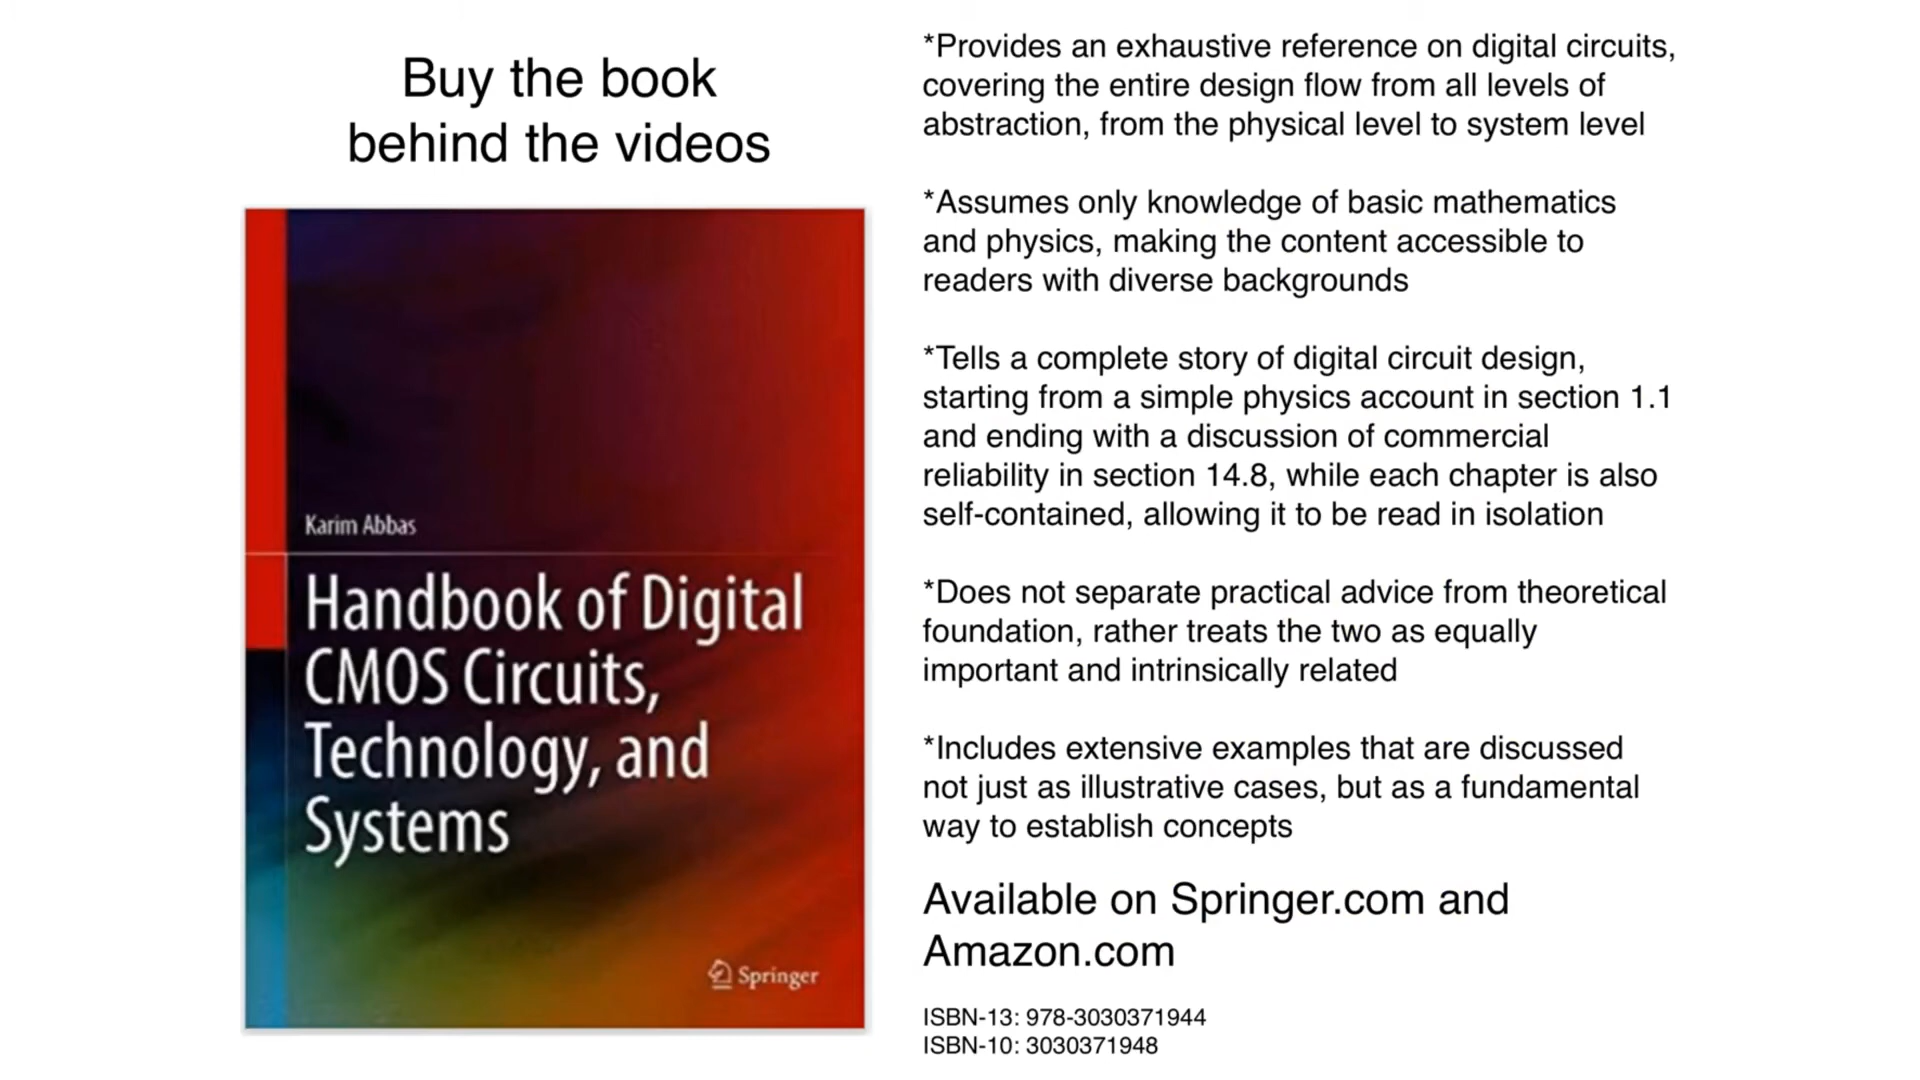 Buy the book
behind the videos
Karim Abbas
Handbook of Digital
CMOS Circuits,
Technology, and
Systems
Springer
*Provides an exhaustive reference on digital circuits,
covering the entire design flow from all levels of
abstraction, from the physical level to system level
*Assumes only knowledge of basic mathematics
and physics, making the content accessible to
readers with diverse backgrounds
*Tells a complete story of digital circuit design,
starting from a simple physics account in section 1.1
and ending with a discussion of commercial
reliability in section 14.8, while each chapter is also
self-contained, allowing it to be read in isolation
*Does not separate practical advice from theoretical
foundation, rather treats the two as equally
important and intrinsically related
*Includes extensive examples that are discussed
not just as illustrative cases, but as a fundamental
way to establish concepts
Available on Springer.com and
Amazon.com
ISBN-13: 978-3030371944
ISBN-10: 3030371948